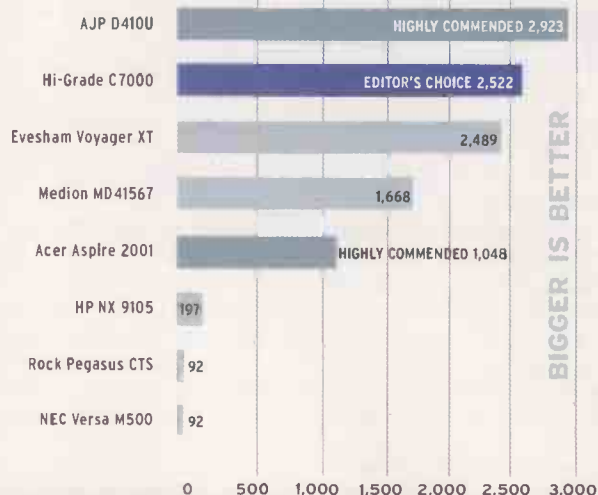 AJP D410U HIGHLY COMMENDED 2,923
Hi-Grade C7000 EDITOR'S CHOICE 2,522
Evesham Voyager XT 2,489
Medion MD41567 1,668
Acer Aspire 2001 HIGHLY COMMENDED 1,048
HP NX 9105 197
Rock Pegasus CTS 92
NEC Versa M500 92
BIGGER IS BETTER
0 500 1,000 1,500 2,000 2,500 3,000